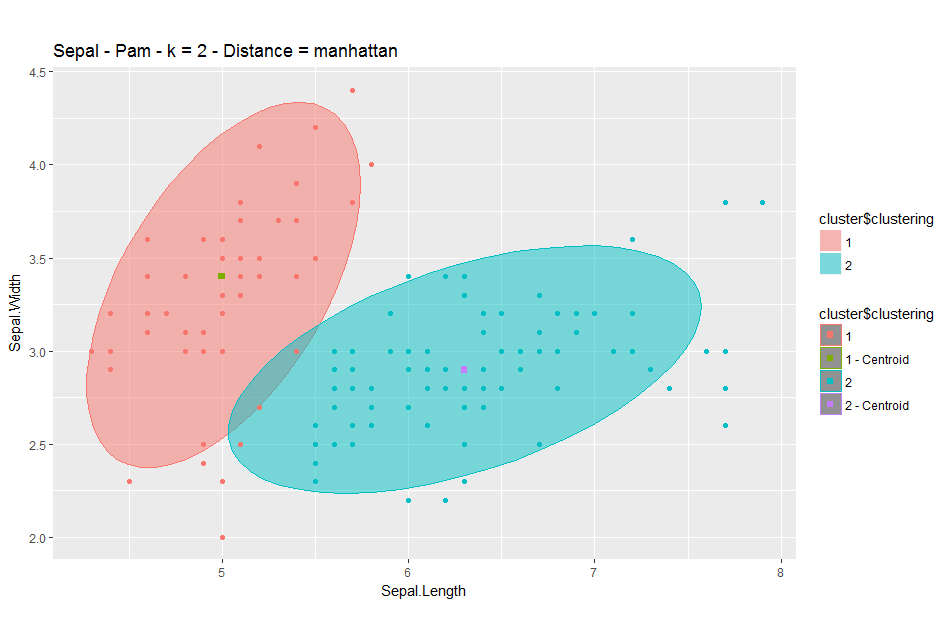 Sepal - Pam - k = 2 - Distance = manhattan
4.5
4.0
3.5
3.0
2.5
2.0
Sepal.Width
5
6
7
8
Sepal.Length
cluster$clustering
1
2
cluster$clustering
1
1 - Centroid
2
2 - Centroid